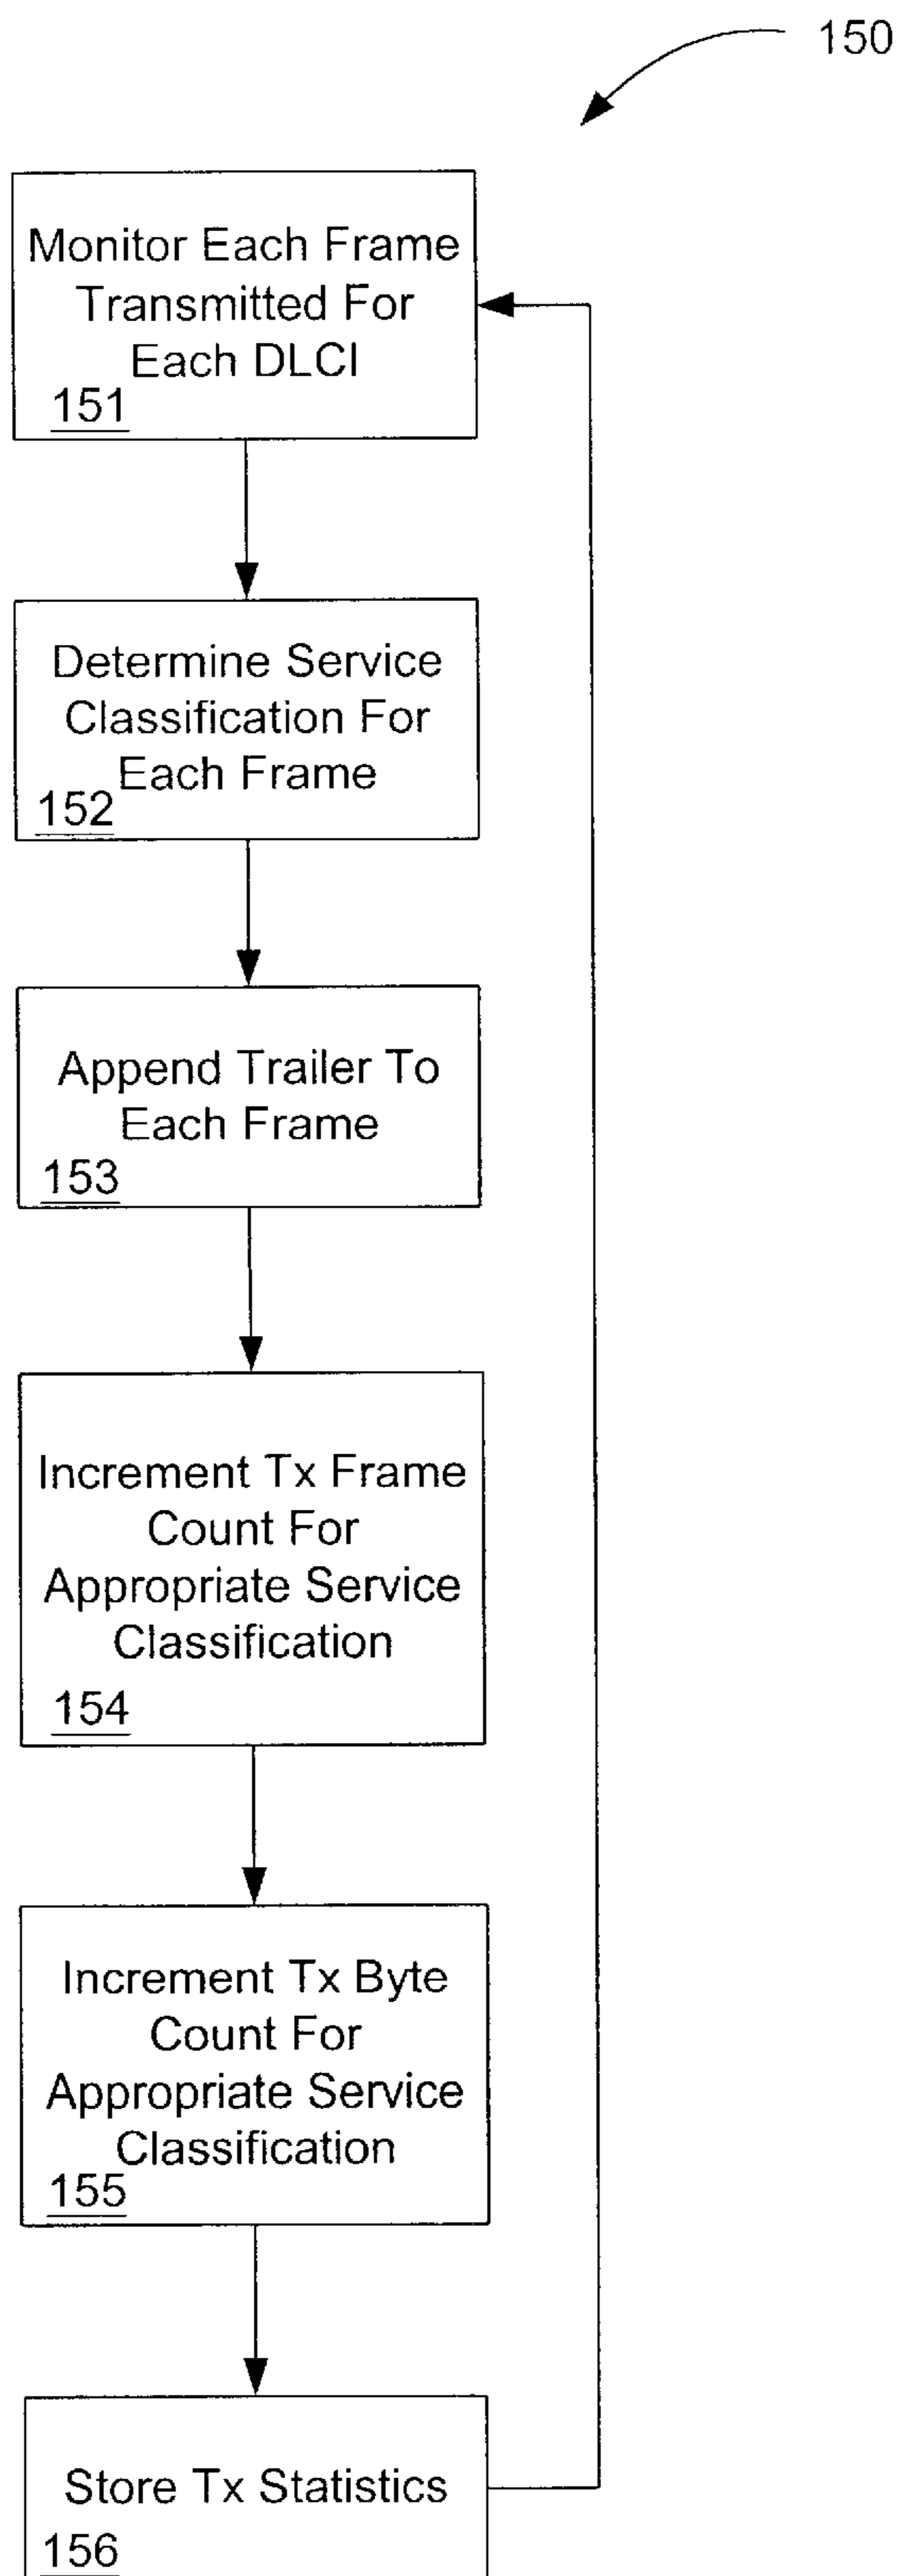 150
Monitor Each Frame
Transmitted For
Each DLCI
151
Determine Service
Classification For
Each Frame
152
Append Trailer To
Each Frame
153
Increment Tx Frame
Count For
Appropriate Service
Classification
154
Increment Tx Byte
Count For
Appropriate Service
Classification
155
Store Tx Statistics
156